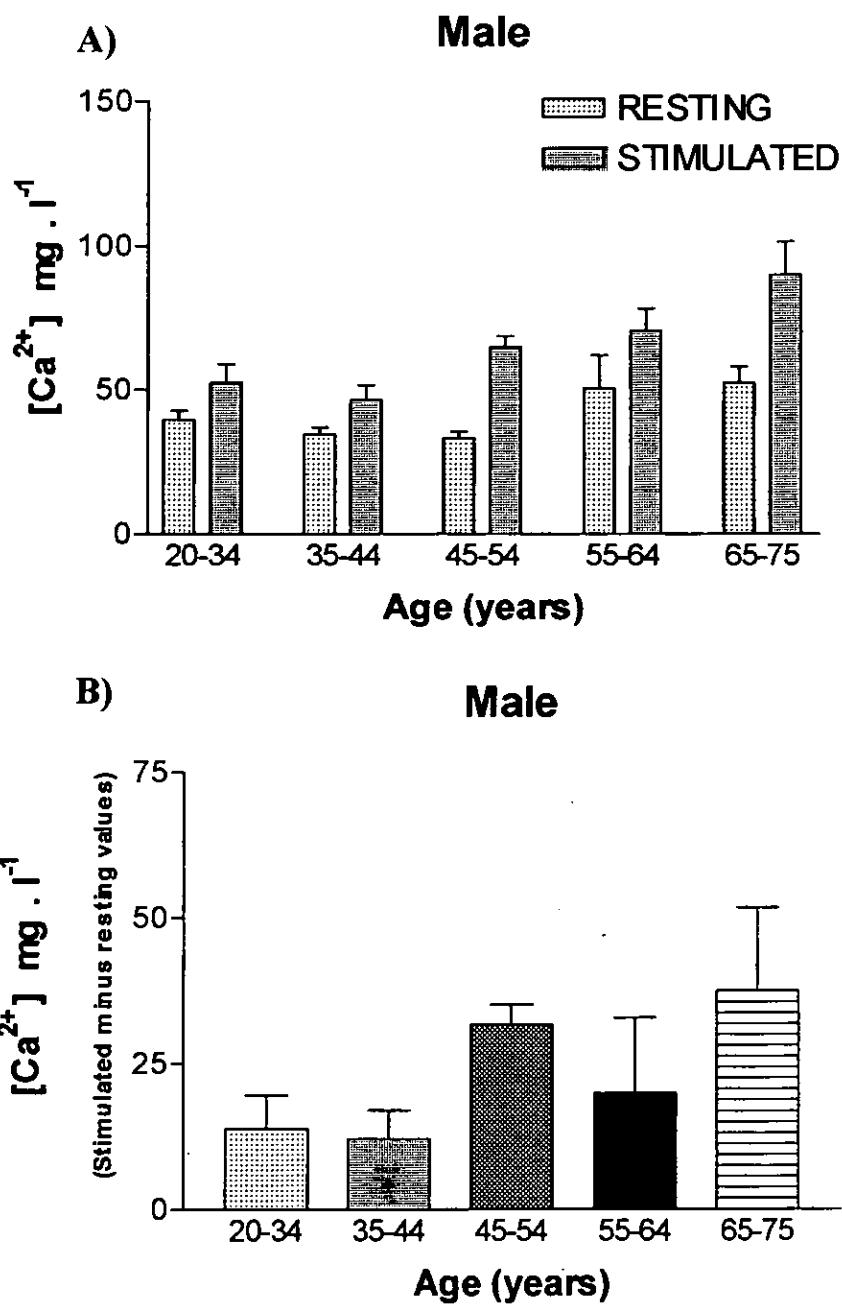 A)
Male
RESTING
STIMULATED
[Ca2+] mg . l-1
150
100
50
0
20-34 35-44 45-54 55-64 65-75
Age (years)
B)
Male
[Ca2+] mg . l-1
(Stimulated minus resting values)
75
50
25
0
20-34 35-44 45-54 55-64 65-75
Age (years)